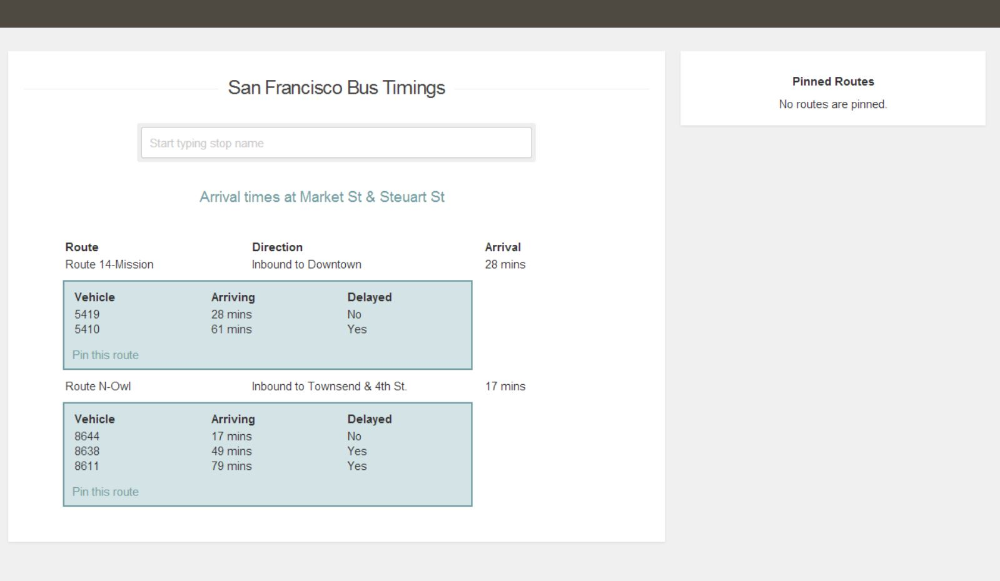 San Francisco Bus Timings
Start typing stop name
Arrival times at Market St & Steuart St
Route Direction Arrival
Route 14-Mission Inbound to Downtown 28 mins
Vehicle Arriving Delayed
5419 28 mins No
5410 61 mins Yes
Pin this route
Route N-Owl Inbound to Townsend & 4th St. 17 mins
Vehicle Arriving Delayed
8644 17 mins No
8638 49 mins Yes
8611 79 mins Yes
Pin this route
Pinned Routes
No routes are pinned.